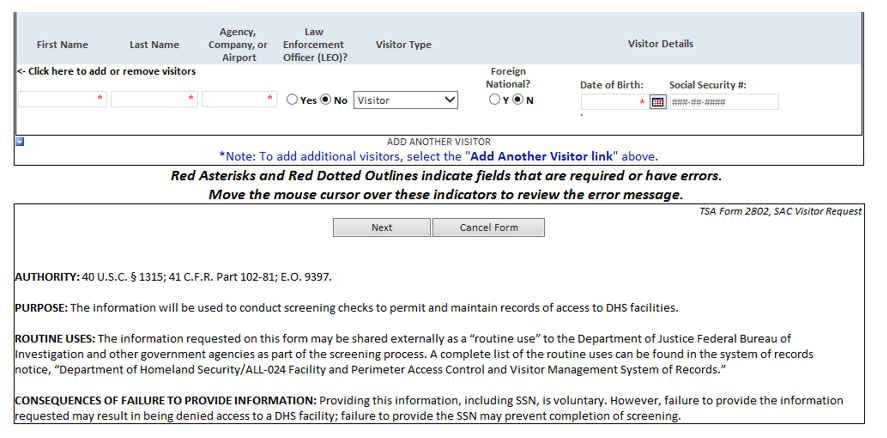 First Name
Last Name
Agency, Company, or Airport
Law Enforcement Officer (LEO)?
Visitor Type
Visitor Details
<- Click here to add or remove visitors
Foreign National?
Date of Birth:
Social Security #:
* * * Yes No Visitor Y N * ###-##-####
ADD ANOTHER VISITOR
*Note: To add additional visitors, select the "Add Another Visitor link" above.
Red Asterisks and Red Dotted Outlines indicate fields that are required or have errors.
Move the mouse cursor over these indicators to review the error message.
TSA Form 2802, SAC Visitor Request
Next Cancel Form
AUTHORITY: 40 U.S.C. § 1315; 41 C.F.R. Part 102-81; E.O. 9397.
PURPOSE: The information will be used to conduct screening checks to permit and maintain records of access to DHS facilities.
ROUTINE USES: The information requested on this form may be shared externally as a “routine use” to the Department of Justice Federal Bureau of
Investigation and other government agencies as part of the screening process. A complete list of the routine uses can be found in the system of records
notice, “Department of Homeland Security/ALL-024 Facility and Perimeter Access Control and Visitor Management System of Records.”
CONSEQUENCES OF FAILURE TO PROVIDE INFORMATION: Providing this information, including SSN, is voluntary. However, failure to provide the information
requested may result in being denied access to a DHS facility; failure to provide the SSN may prevent completion of screening.